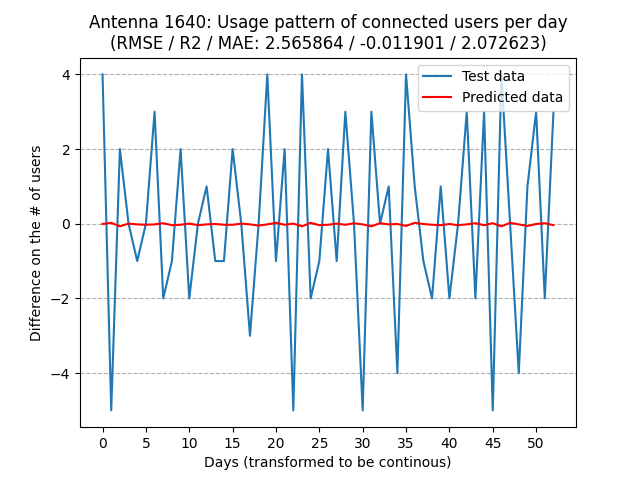 Antenna 1640: Usage pattern of connected users per day
(RMSE / R2 / MAE: 2.565864 / -0.011901 / 2.072623)
Test data
Predicted data
Difference on the # of users
4
2
0
−2
−4
0 5 10 15 20 25 30 35 40 45 50
Days (transformed to be continous)